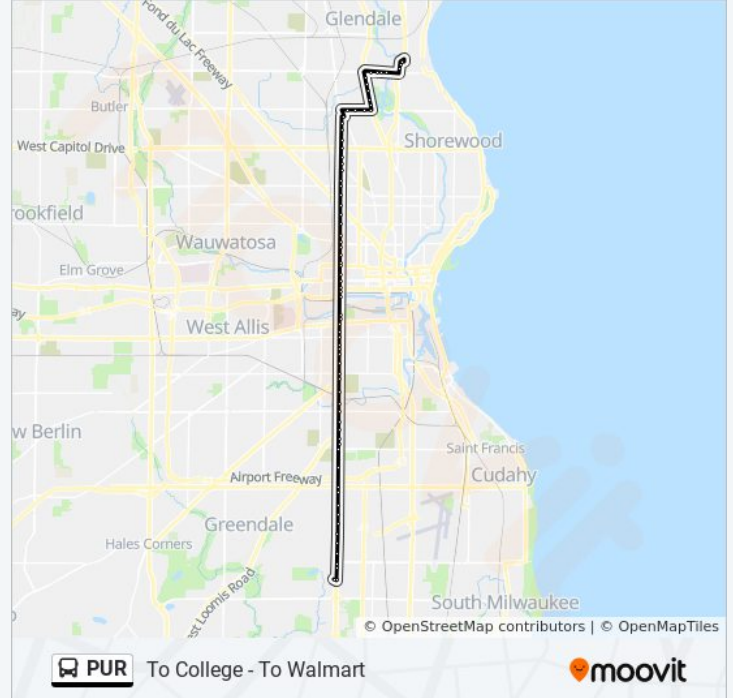 Glendale
Fond du Lac Freeway
Butler
West Capitol Drive
Shorewood
rookfield
Wauwatosa
Elm Grove
ay
West Allis
w Berlin
Saint Francis
Airport Freeway
Cudahy
Greendale
Hales Corners
est Loomis Road
South Milwaukee
© OpenStreetMap contributors | © OpenMapTiles
PUR To College - To Walmart
moovit